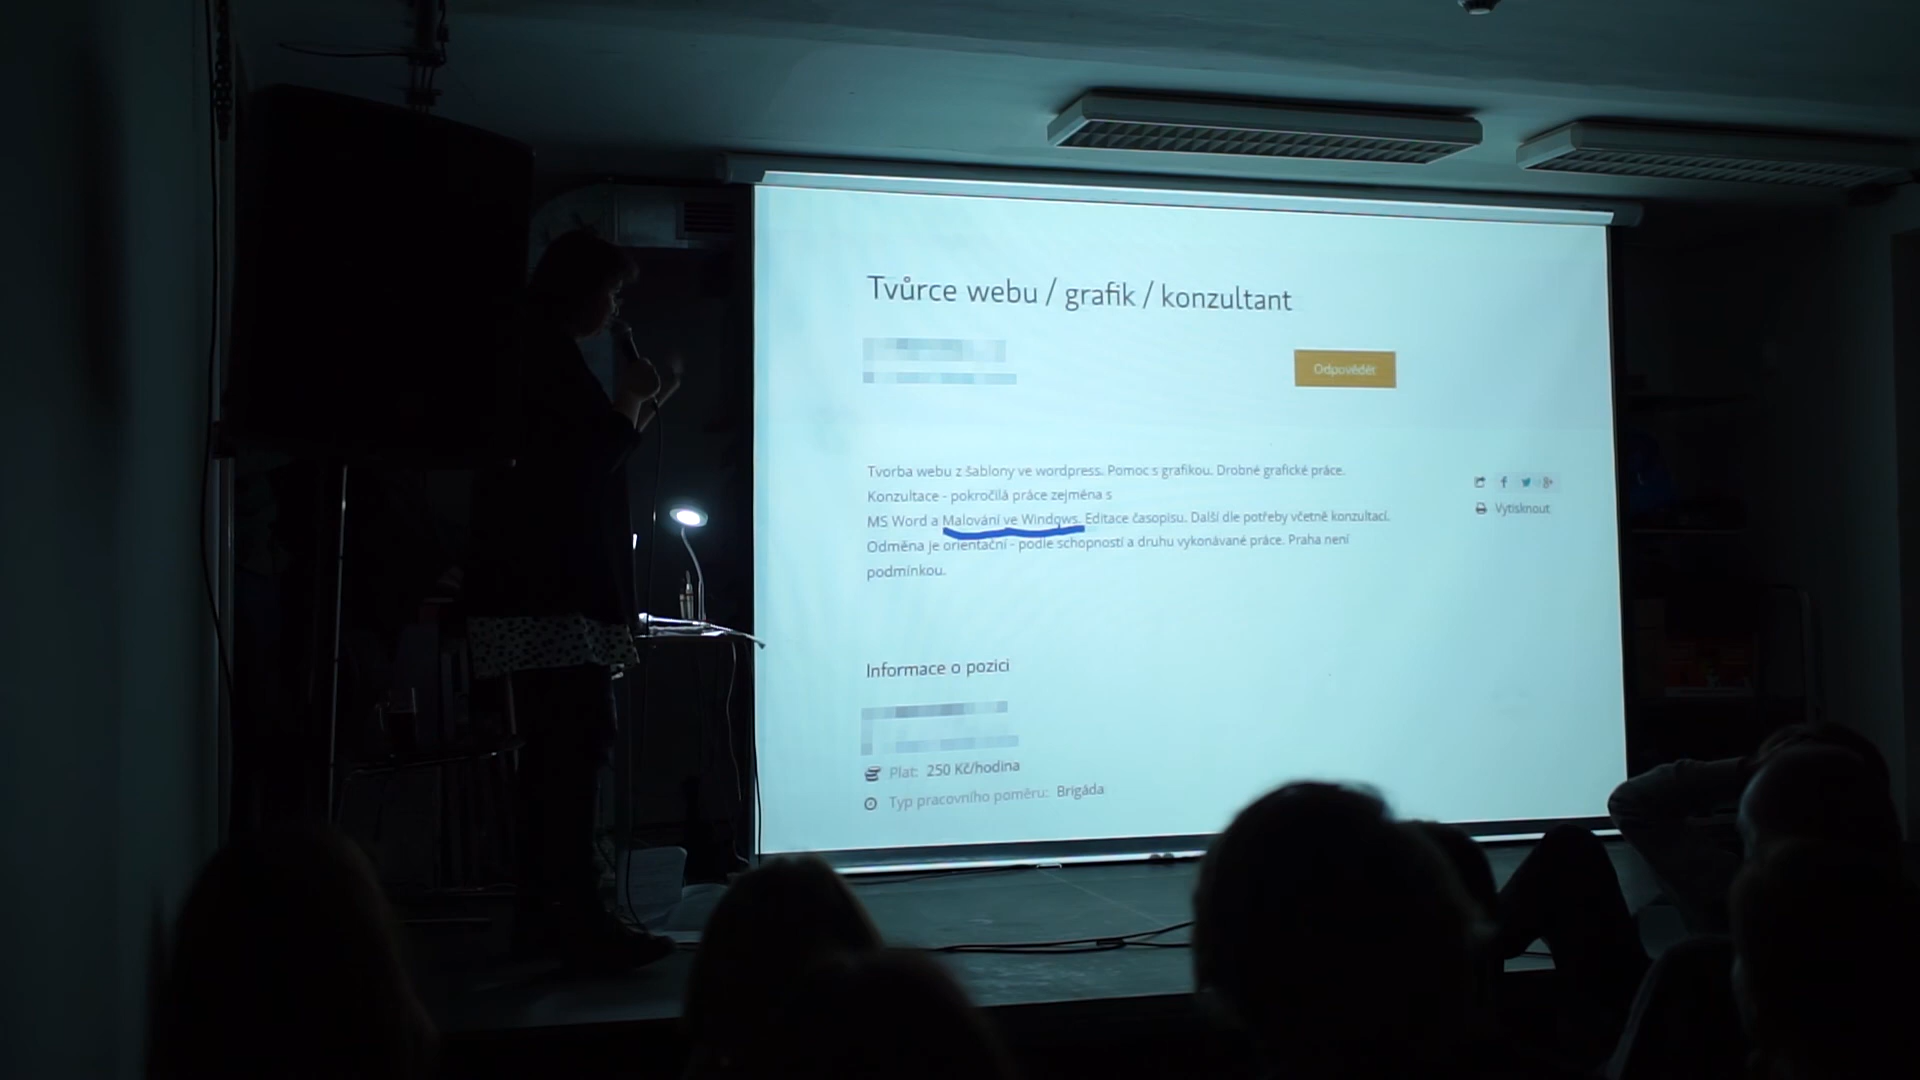 Tvůrce webu / grafik / konzultant
Odpovědět
Tvorba webu z šablony ve wordpress. Pomoc s grafikou. Drobné grafické práce.
Konzultace - pokročilá práce zejména s
MS Word a Malování ve Windows. Editace časopisu. Další dle potřeby včetně konzultací.
Odměna je orientační - podle schopností a druhu vykonávané práce. Praha není
podmínkou.
Vytisknout
Informace o pozici
Plat: 250 Kč/hodina
Typ pracovního poměru: Brigáda